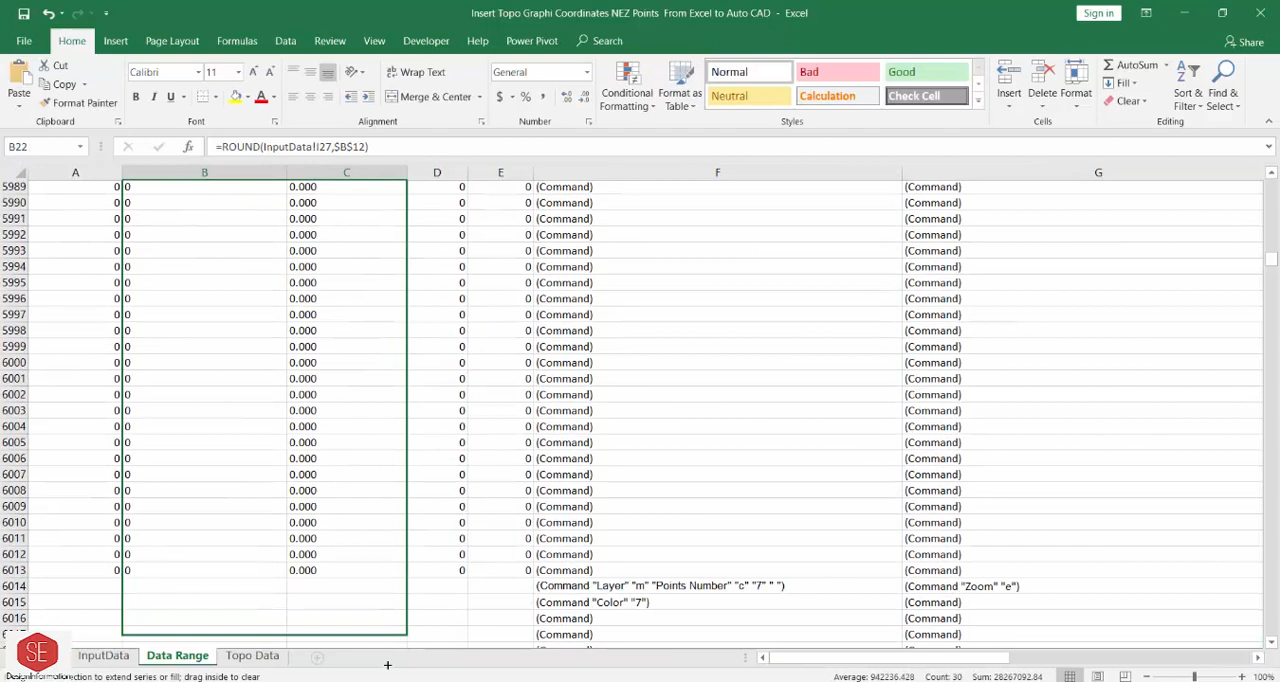 Insert Topo Graphi Coordinates NEZ Points  From Excel to Auto CAD  -  Excel
Sign in
File Home Insert Page Layout Formulas Data Review View Developer Help Power Pivot Search Share
Paste Cut Copy Format Painter
Calibri 11
B I U A
Wrap Text
Merge & Center
General
$ % ,
Conditional Formatting
Format as Table
Normal Bad Good
Neutral Calculation Check Cell
Insert Delete Format
AutoSum
Fill
Clear
Sort & Filter
Find & Select
Clipboard Font Alignment Number Styles Cells Editing
B22 fx =ROUND(InputData!I27,$B$12)
A B C D E F G
5989 0 0 0.000 0 0 (Command) (Command)
5990 0 0 0.000 0 0 (Command) (Command)
5991 0 0 0.000 0 0 (Command) (Command)
5992 0 0 0.000 0 0 (Command) (Command)
5993 0 0 0.000 0 0 (Command) (Command)
5994 0 0 0.000 0 0 (Command) (Command)
5995 0 0 0.000 0 0 (Command) (Command)
5996 0 0 0.000 0 0 (Command) (Command)
5997 0 0 0.000 0 0 (Command) (Command)
5998 0 0 0.000 0 0 (Command) (Command)
5999 0 0 0.000 0 0 (Command) (Command)
6000 0 0 0.000 0 0 (Command) (Command)
6001 0 0 0.000 0 0 (Command) (Command)
6002 0 0 0.000 0 0 (Command) (Command)
6003 0 0 0.000 0 0 (Command) (Command)
6004 0 0 0.000 0 0 (Command) (Command)
6005 0 0 0.000 0 0 (Command) (Command)
6006 0 0 0.000 0 0 (Command) (Command)
6007 0 0 0.000 0 0 (Command) (Command)
6008 0 0 0.000 0 0 (Command) (Command)
6009 0 0 0.000 0 0 (Command) (Command)
6010 0 0 0.000 0 0 (Command) (Command)
6011 0 0 0.000 0 0 (Command) (Command)
6012 0 0 0.000 0 0 (Command) (Command)
6013 0 0 0.000 0 0 (Command) (Command)
6014 (Command "Layer" "m" "Points Number" "c" "7" " ") (Command "Zoom" "e")
6015 (Command "Color" "7") (Command)
6016 (Command) (Command)
(Command) (Command)
SE
InputData Data Range Topo Data
DesignInformation
ction to extend series or fill; drag inside to clear
Average: 942236.428 Count: 30 Sum: 28267092.84 100%